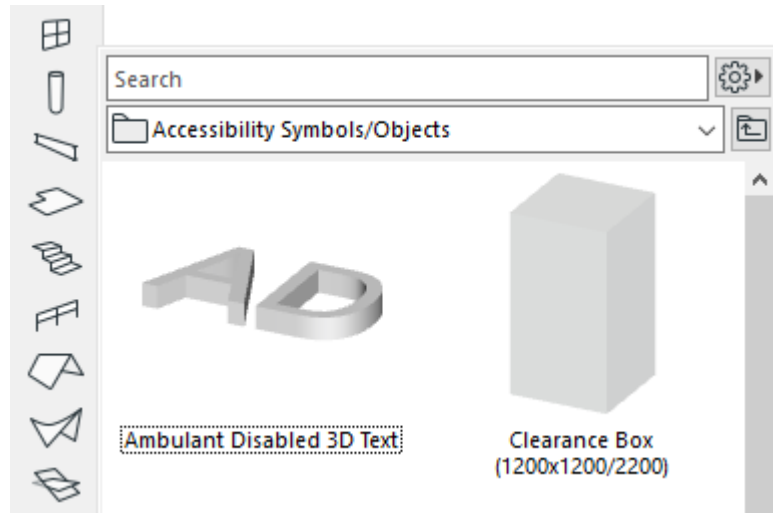 Search
Accessibility Symbols/Objects
AD
Ambulant Disabled 3D Text
Clearance Box
(1200x1200/2200)